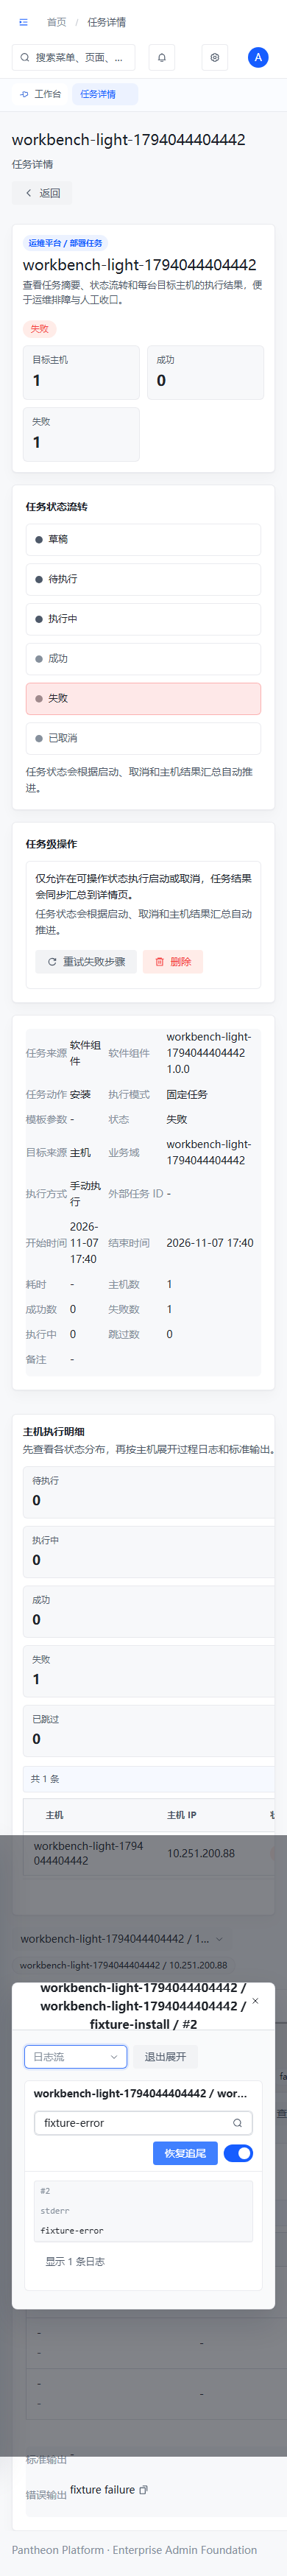 首页 / 任务详情
搜索菜单、页面、...
A
工作台
任务详情
workbench-light-1794044404442
任务详情
返回
运维平台 / 部署任务
workbench-light-1794044404442
查看任务摘要、状态流转和每台目标主机的执行结果，便
于运维排障与人工收口。
失败
目标主机
1
成功
0
失败
1
任务状态流转
草稿
待执行
执行中
成功
失败
已取消
任务状态会根据启动、取消和主机结果汇总自动推
进。
任务级操作
仅允许在可操作状态执行启动或取消，任务结果
会同步汇总到详情页。
任务状态会根据启动、取消和主机结果汇总自动
推进。
重试失败步骤
删除
任务来源 软件组件 软件组件 workbench-light-1794044404442 1.0.0
任务动作 安装 执行模式 固定任务
模板参数 - 状态 失败
目标来源 主机 业务域 workbench-light-1794044404442
执行方式 手动执行 外部任务 ID -
开始时间 2026-11-07 17:40 结束时间 2026-11-07 17:40
耗时 - 主机数 1
成功数 0 失败数 1
执行中 0 跳过数 0
备注 -
主机执行明细
先查看各状态分布，再按主机展开过程日志和标准输出。
待执行
0
执行中
0
成功
0
失败
1
已跳过
0
共 1 条
主机 主机 IP
workbench-light-1794
044404442
10.251.200.88
workbench-light-1794044404442 / 1...
workbench-light-1794044404442 / 10.251.200.88
workbench-light-1794044404442 /
workbench-light-1794044404442 /
fixture-install / #2
日志流
退出展开
workbench-light-1794044404442 / wor...
fixture-error
恢复追尾
#2
stderr
fixture-error
显示 1 条日志
fa
查
-
-
-
-
-
-
标准输出 -
错误输出 fixture failure
Pantheon Platform · Enterprise Admin Foundation